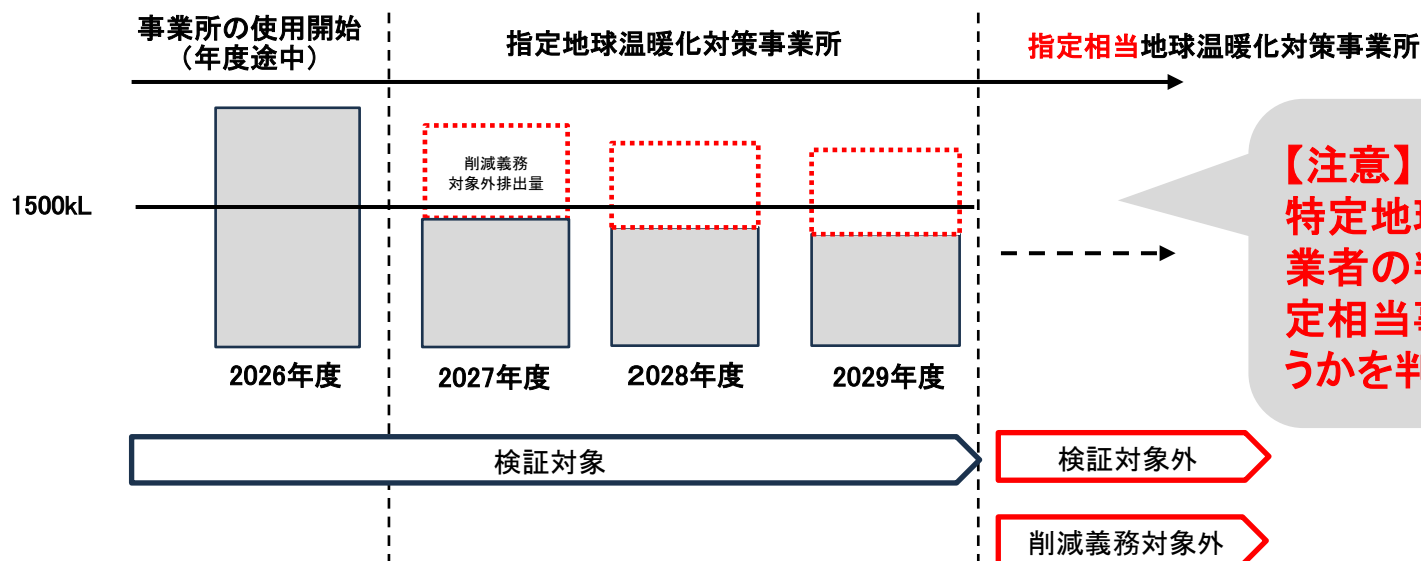 事業所の使用開始
（年度途中）
指定地球温暖化対策事業所
指定相当地球温暖化対策事業所
削減義務
対象外排出量
1500kL
【注意】
特定地
業者の
定相当
うかを
2026年度
2027年度
2028年度
2029年度
検証対象
検証対象外
削減義務対象外